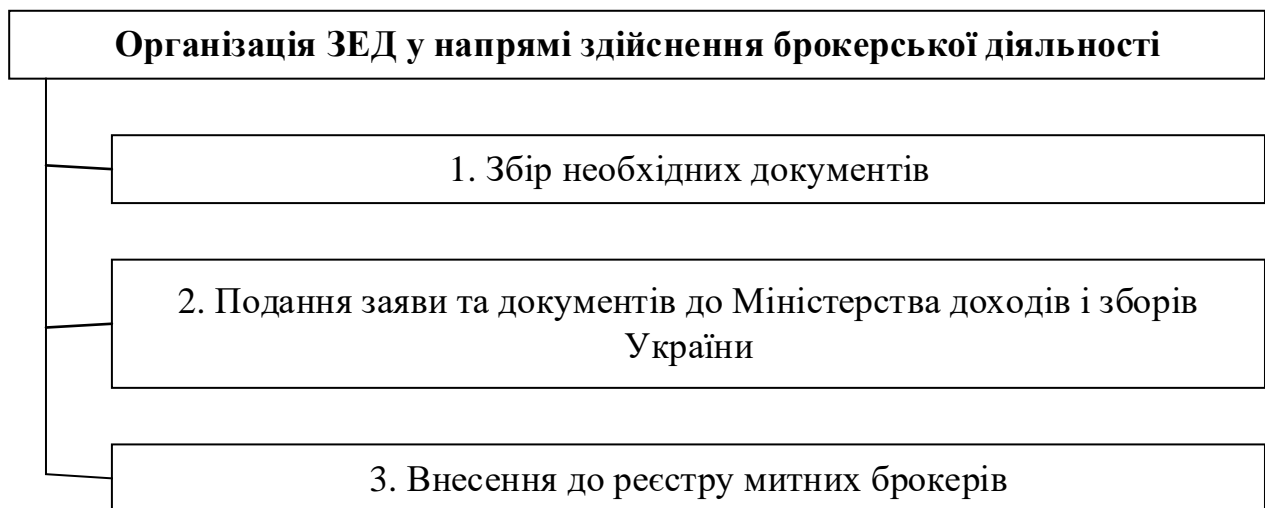 Організація ЗЕД у напрямі здійснення брокерської діяльності
1. Збір необхідних документів
2. Подання заяви та документів до Міністерства доходів і зборів
України
3. Внесення до реєстру митних брокерів